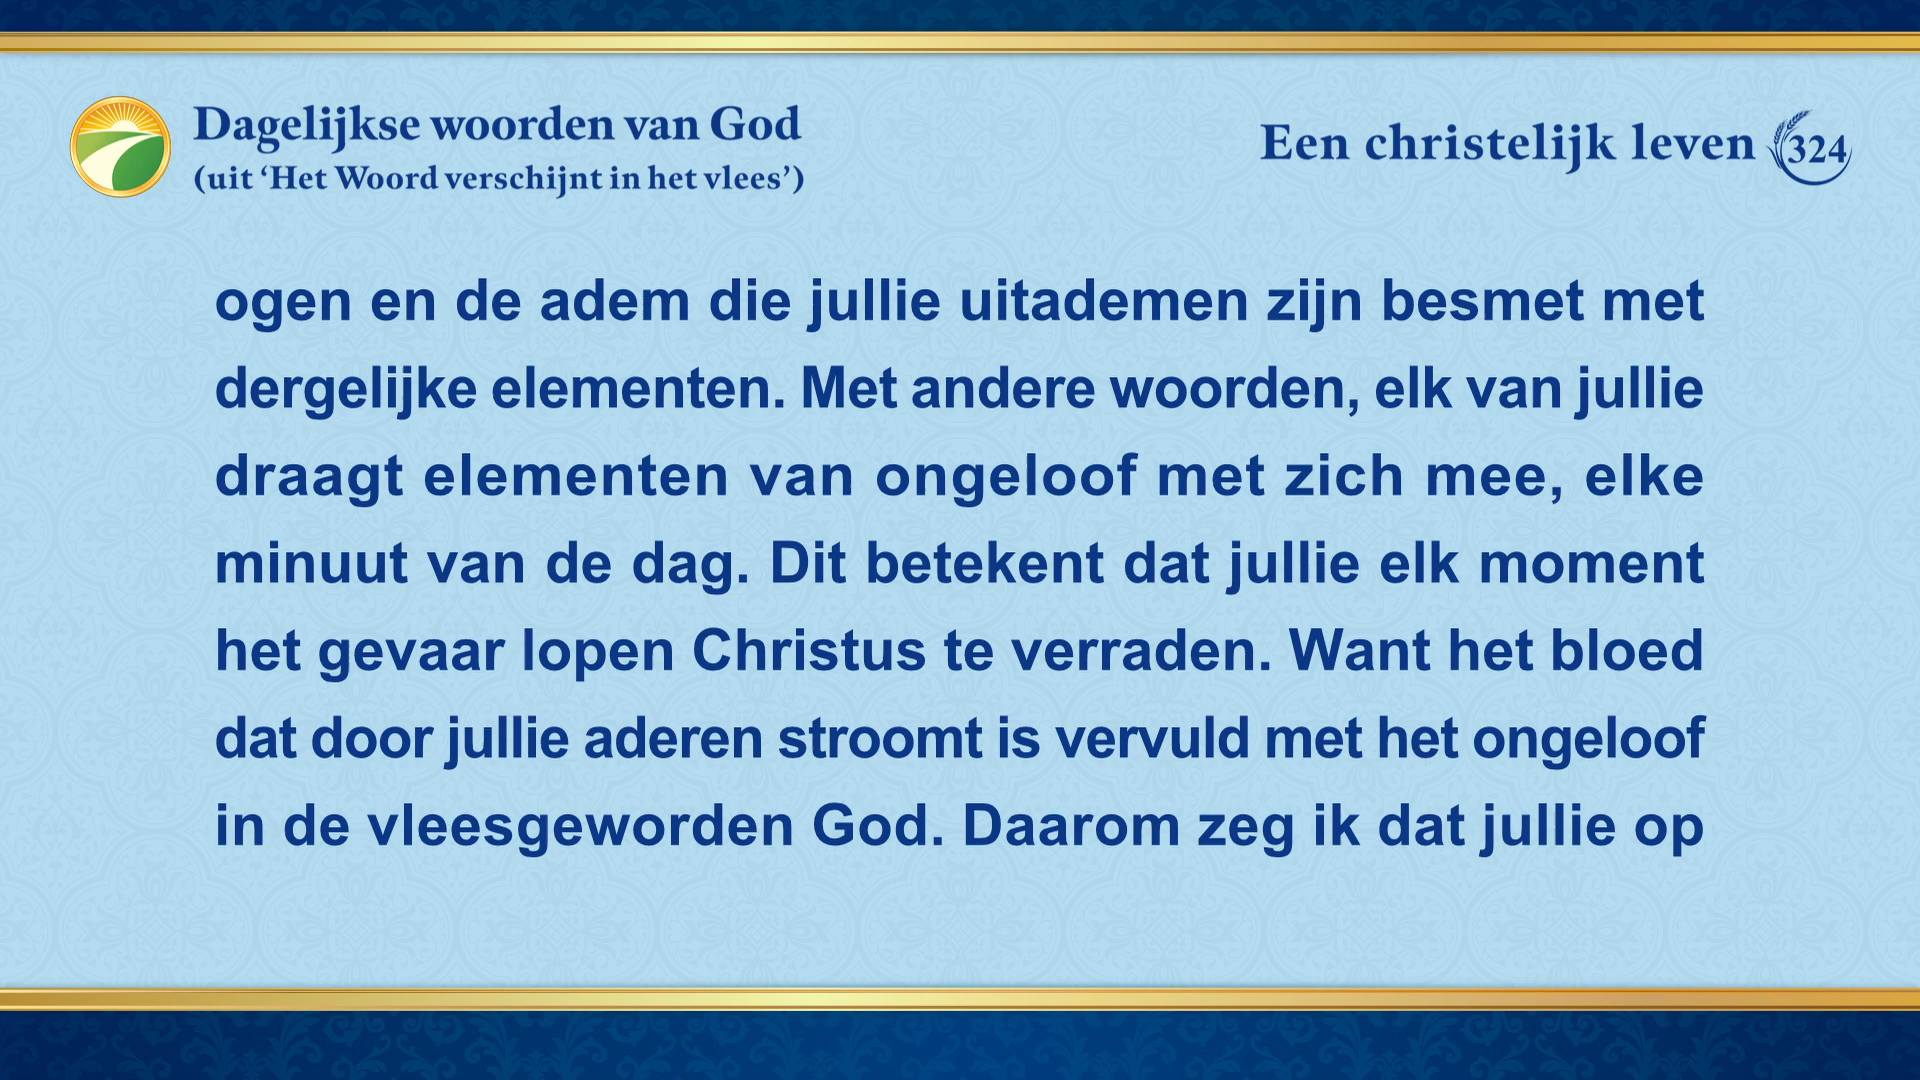 Dagelijkse woorden van God
(uit ‘Het Woord verschijnt in het vlees’)
Een christelijk leven 324
ogen en de adem die jullie uitademen zijn besmet met
dergelijke elementen. Met andere woorden, elk van jullie
draagt elementen van ongeloof met zich mee, elke
minuut van de dag. Dit betekent dat jullie elk moment
het gevaar lopen Christus te verraden. Want het bloed
dat door jullie aderen stroomt is vervuld met het ongeloof
in de vleesgeworden God. Daarom zeg ik dat jullie op